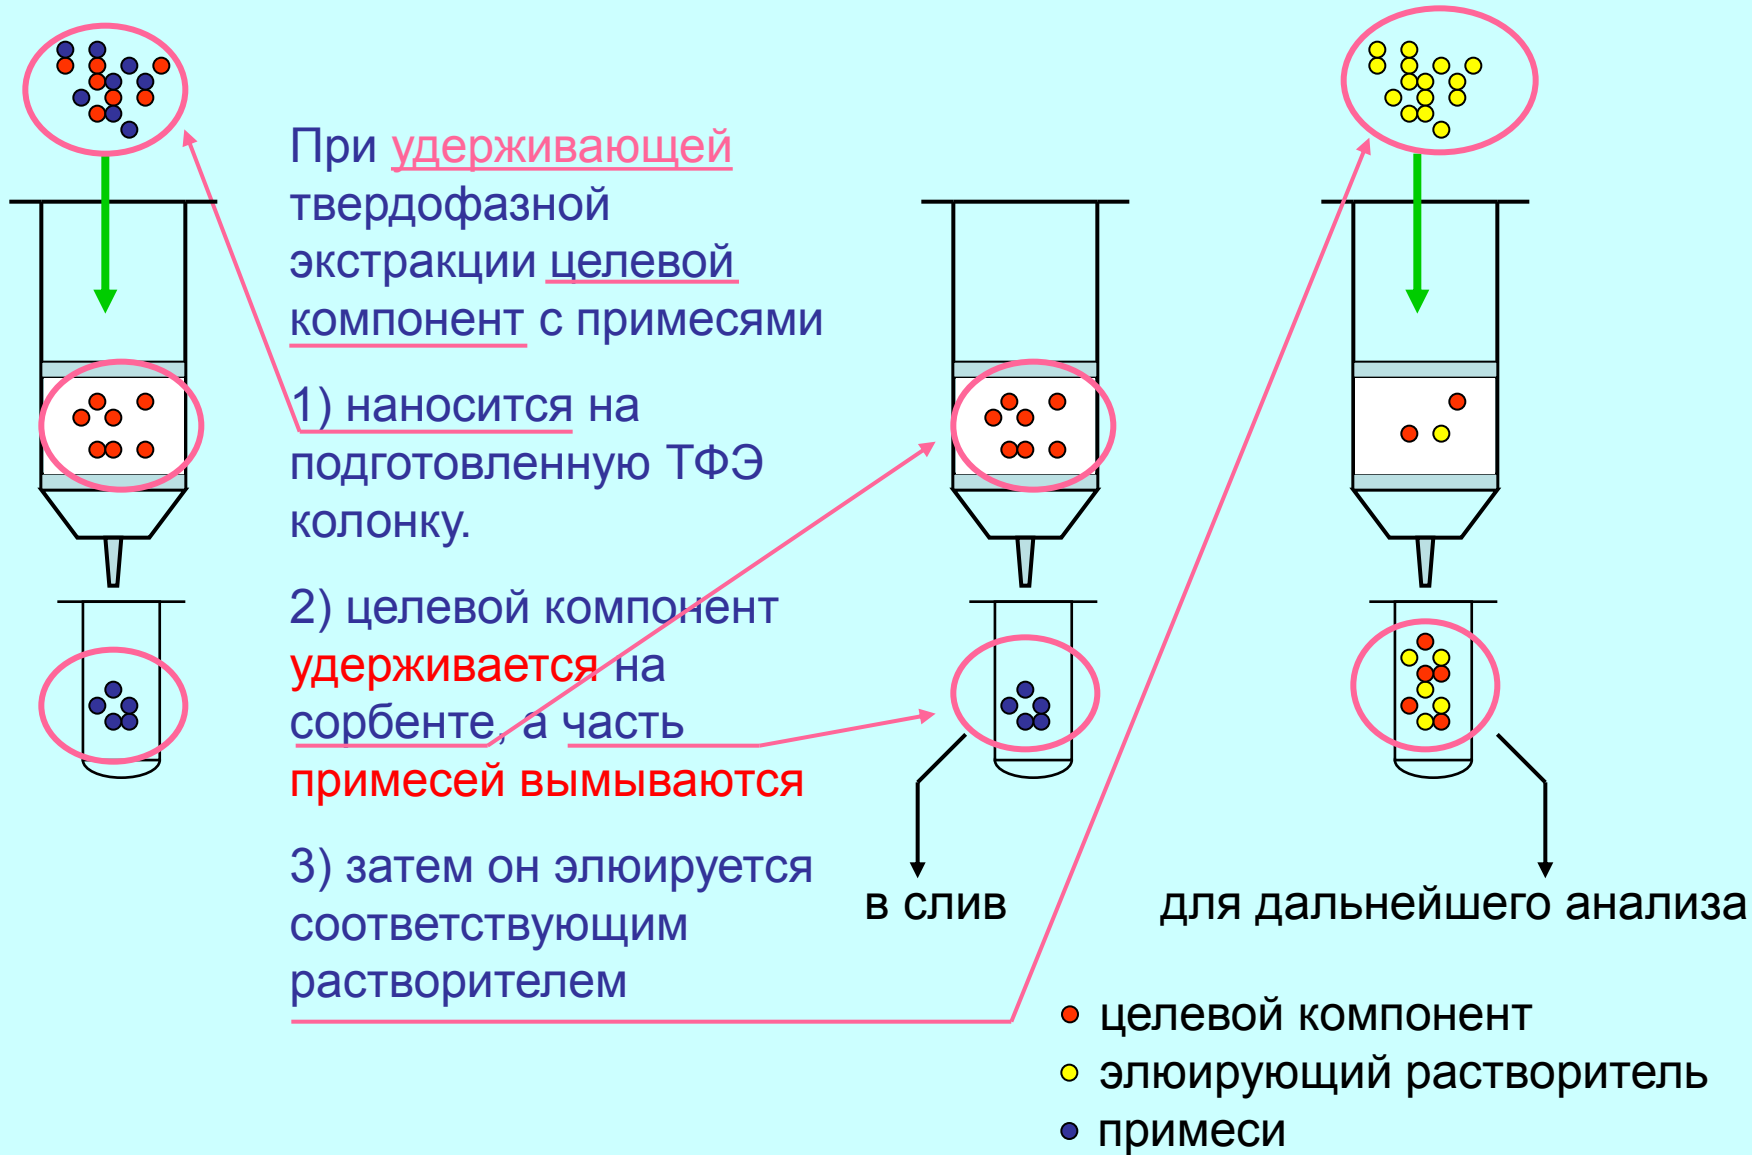 При удерживающей
твердофазной
экстракции целевой
компонент с примесями
1) наносится на
подготовленную ТФЭ
колонку.
2) целевой компонент
удерживается на
сорбенте, а часть
примесей вымываются
3) затем он элюируется
соответствующим
растворителем
в слив
для дальнейшего анализа
целевой компонент
элюирующий растворитель
примеси